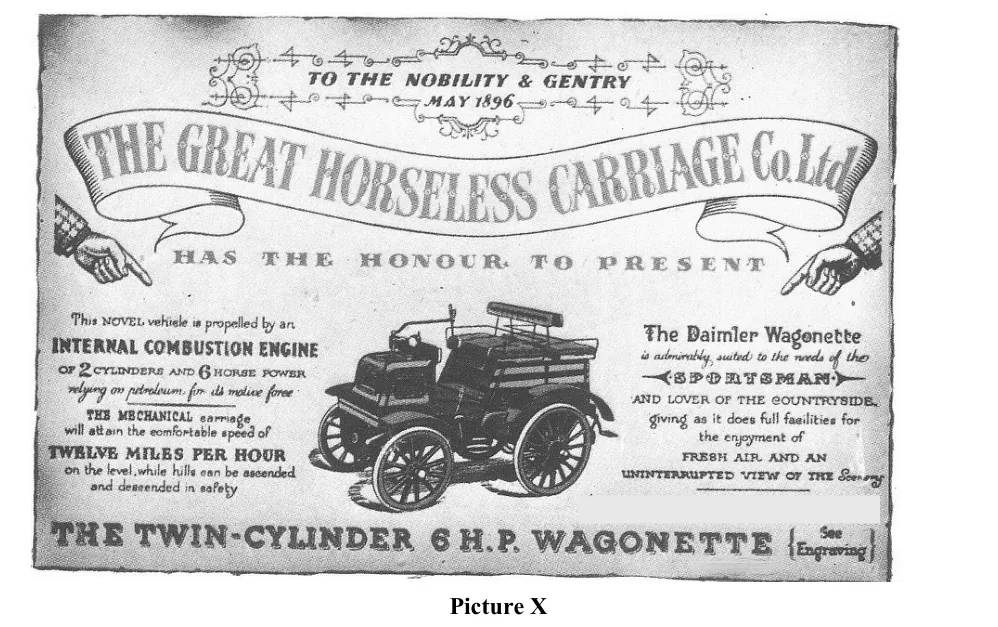 TO THE NOBILITY & GENTRY
MAY 1896
THE GREAT HORSELESS CARRIAGE Co. Ltd
HAS THE HONOUR TO PRESENT
This NOVEL vehicle is propelled by an
INTERNAL COMBUSTION ENGINE
OF 2 CYLINDERS AND 6 HORSE POWER
relying on petroleum for its motive force
THE MECHANICAL carriage
will attain the comfortable speed of
TWELVE MILES PER HOUR
on the level, while hills can be ascended
and descended in safety
The Daimler Wagonette
is admirably suited to the needs of the
SPORTSMAN
AND LOVER OF THE COUNTRYSIDE,
giving as it does full facilities for
the enjoyment of
FRESH AIR AND AN
UNINTERRUPTED VIEW OF THE Scenery
THE TWIN-CYLINDER 6 H.P. WAGONETTE {See Engraving}
Picture X